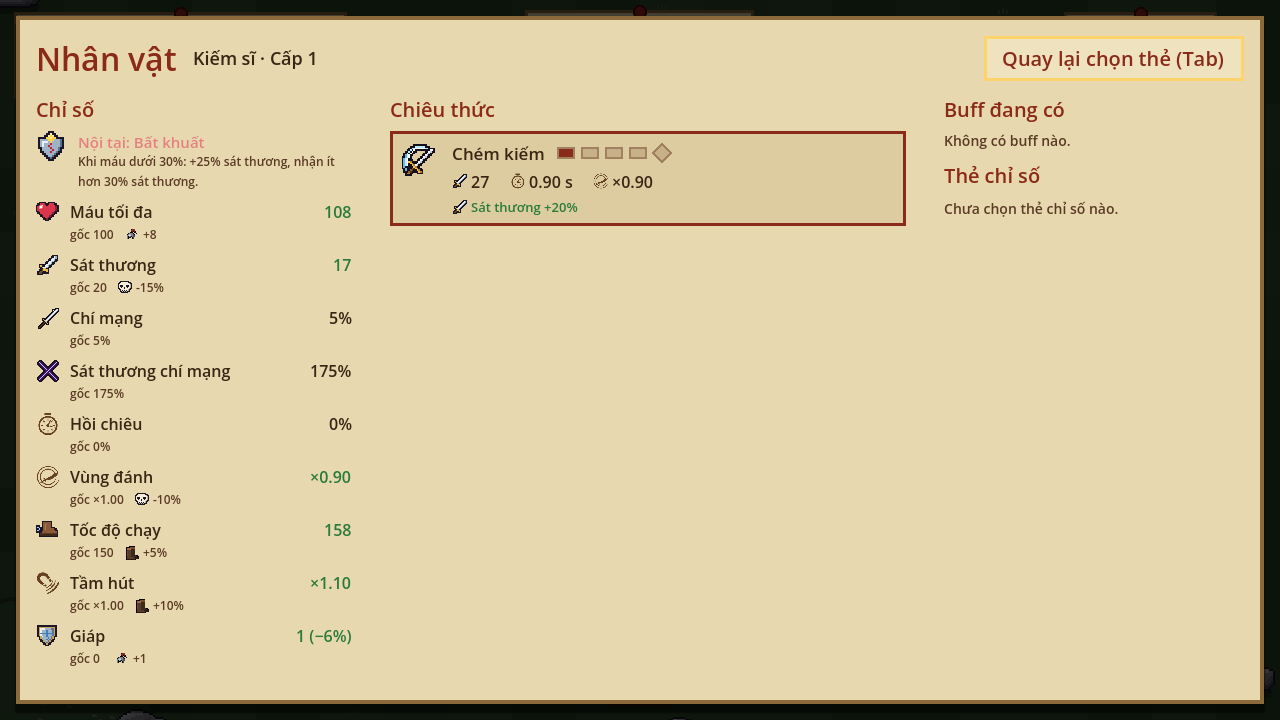 Nhân vật
Kiếm sĩ · Cấp 1
Quay lại chọn thẻ (Tab)
Chỉ số
Nội tại: Bất khuất
Khi máu dưới 30%: +25% sát thương, nhận ít
hơn 30% sát thương.
Máu tối đa 108
gốc 100 +8
Sát thương 17
gốc 20 -15%
Chí mạng 5%
gốc 5%
Sát thương chí mạng 175%
gốc 175%
Hồi chiêu 0%
gốc 0%
Vùng đánh ×0.90
gốc ×1.00 -10%
Tốc độ chạy 158
gốc 150 +5%
Tầm hút ×1.10
gốc ×1.00 +10%
Giáp 1 (−6%)
gốc 0 +1
Chiêu thức
Chém kiếm
27 0.90 s ×0.90
Sát thương +20%
Buff đang có
Không có buff nào.
Thẻ chỉ số
Chưa chọn thẻ chỉ số nào.